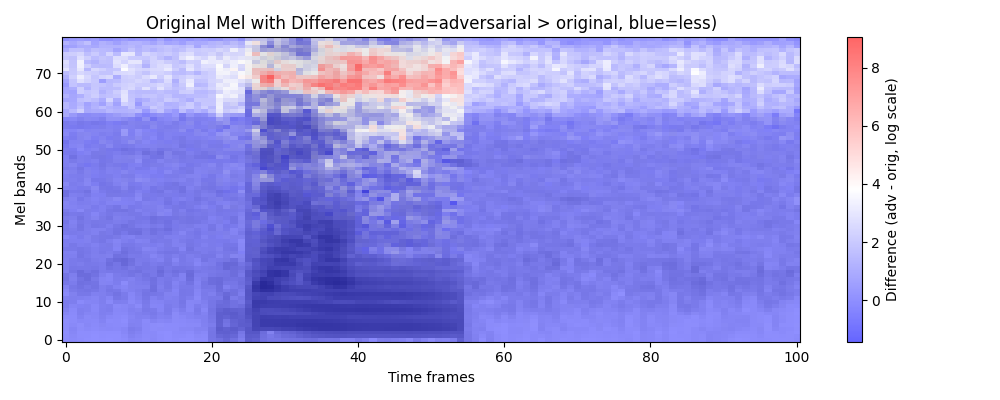 Original Mel with Differences (red=adversarial > original, blue=less)
Mel bands
70
60
50
40
30
20
10
0
0 20 40 60 80 100
Time frames
8
6
4
2
0
Difference (adv - orig, log scale)